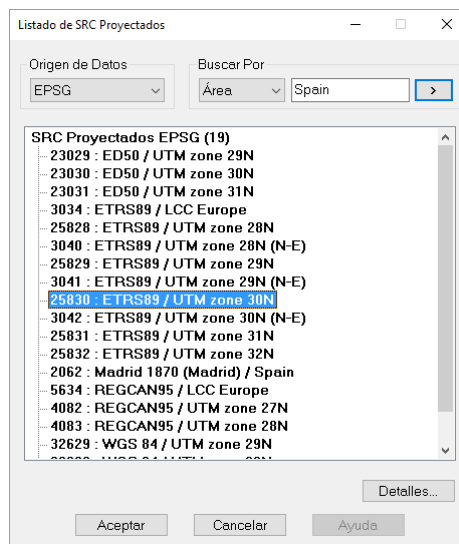 Listado de SRC Proyectados
Origen de Datos
Buscar Por
EPSG
Área
Spain
>
SRC Proyectados EPSG (19)
23029 : ED50 / UTM zone 29N
23030 : ED50 / UTM zone 30N
23031 : ED50 / UTM zone 31N
3034 : ETRS89 / LCC Europe
25828 : ETRS89 / UTM zone 28N
3040 : ETRS89 / UTM zone 28N (N-E)
25829 : ETRS89 / UTM zone 29N
3041 : ETRS89 / UTM zone 29N (N-E)
25830 : ETRS89 / UTM zone 30N
3042 : ETRS89 / UTM zone 30N (N-E)
25831 : ETRS89 / UTM zone 31N
25832 : ETRS89 / UTM zone 32N
2062 : Madrid 1870 (Madrid) / Spain
5634 : REGCAN95 / LCC Europe
4082 : REGCAN95 / UTM zone 27N
4083 : REGCAN95 / UTM zone 28N
32629 : WGS 84 / UTM zone 29N
Detalles...
Aceptar
Cancelar
Ayuda